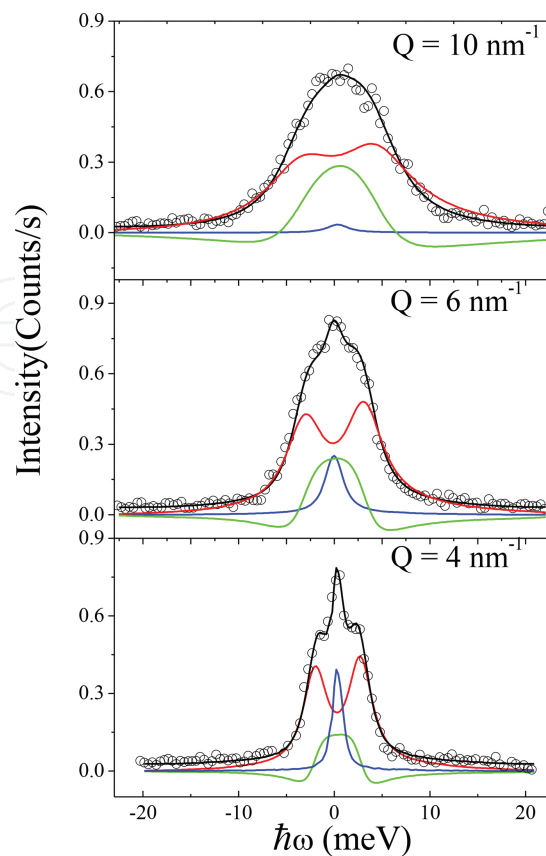 0.9
Q = 10 nm⁻¹
0.6
0.3
0.0
0.9
Q = 6 nm⁻¹
0.6
0.3
0.0
0.9
Q = 4 nm⁻¹
0.6
0.3
0.0
Intensity(Counts/s)
-20 -10 0 10 20
ℏω (meV)